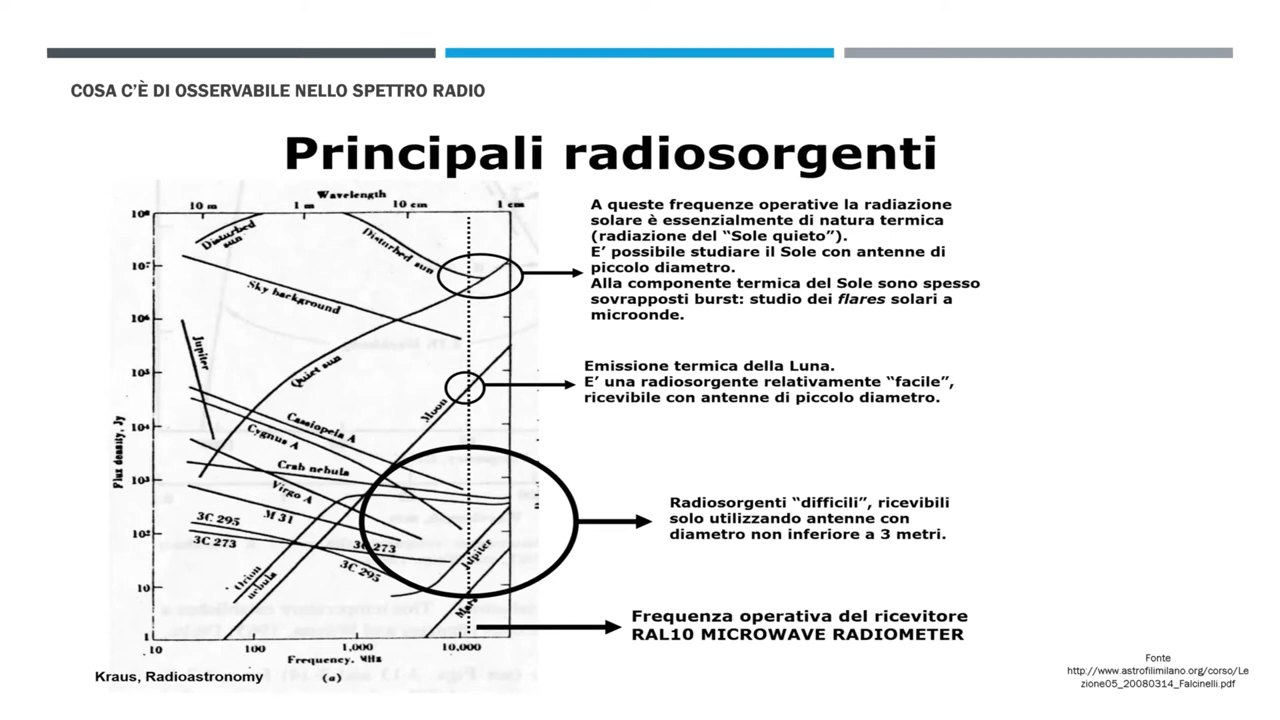 COSA C'È DI OSSERVABILE NELLO SPETTRO RADIO
Principali radiosorgenti
Wavelength
10 m
1 m
10 cm
1 cm
10⁸
10⁷
10⁶
10⁵
10⁴
10³
10²
10
1
Flux density, Jy
Disturbed
sun
Disturbed sun
Sky background
Jupiter
Quiet sun
Moon
Cassiopeia A
Cygnus A
Crab nebula
Virgo A
M 31
3C 295
3C 273
3C 273
3C 295
Jupiter
Orion
nebula
Mars
10
100
1,000
10,000
Frequency, MHz
(a)
Kraus, Radioastronomy
A queste frequenze operative la radiazione
solare è essenzialmente di natura termica
(radiazione del "Sole quieto").
E' possibile studiare il Sole con antenne di
piccolo diametro.
Alla componente termica del Sole sono spesso
sovrapposti burst: studio dei flares solari a
microonde.
Emissione termica della Luna.
E' una radiosorgente relativamente "facile",
ricevibile con antenne di piccolo diametro.
Radiosorgenti "difficili", ricevibili
solo utilizzando antenne con
diametro non inferiore a 3 metri.
Frequenza operativa del ricevitore
RAL10 MICROWAVE RADIOMETER
Fonte
http://www.astrofilimilano.org/corso/Le
zione05_20080314_Falcinelli.pdf